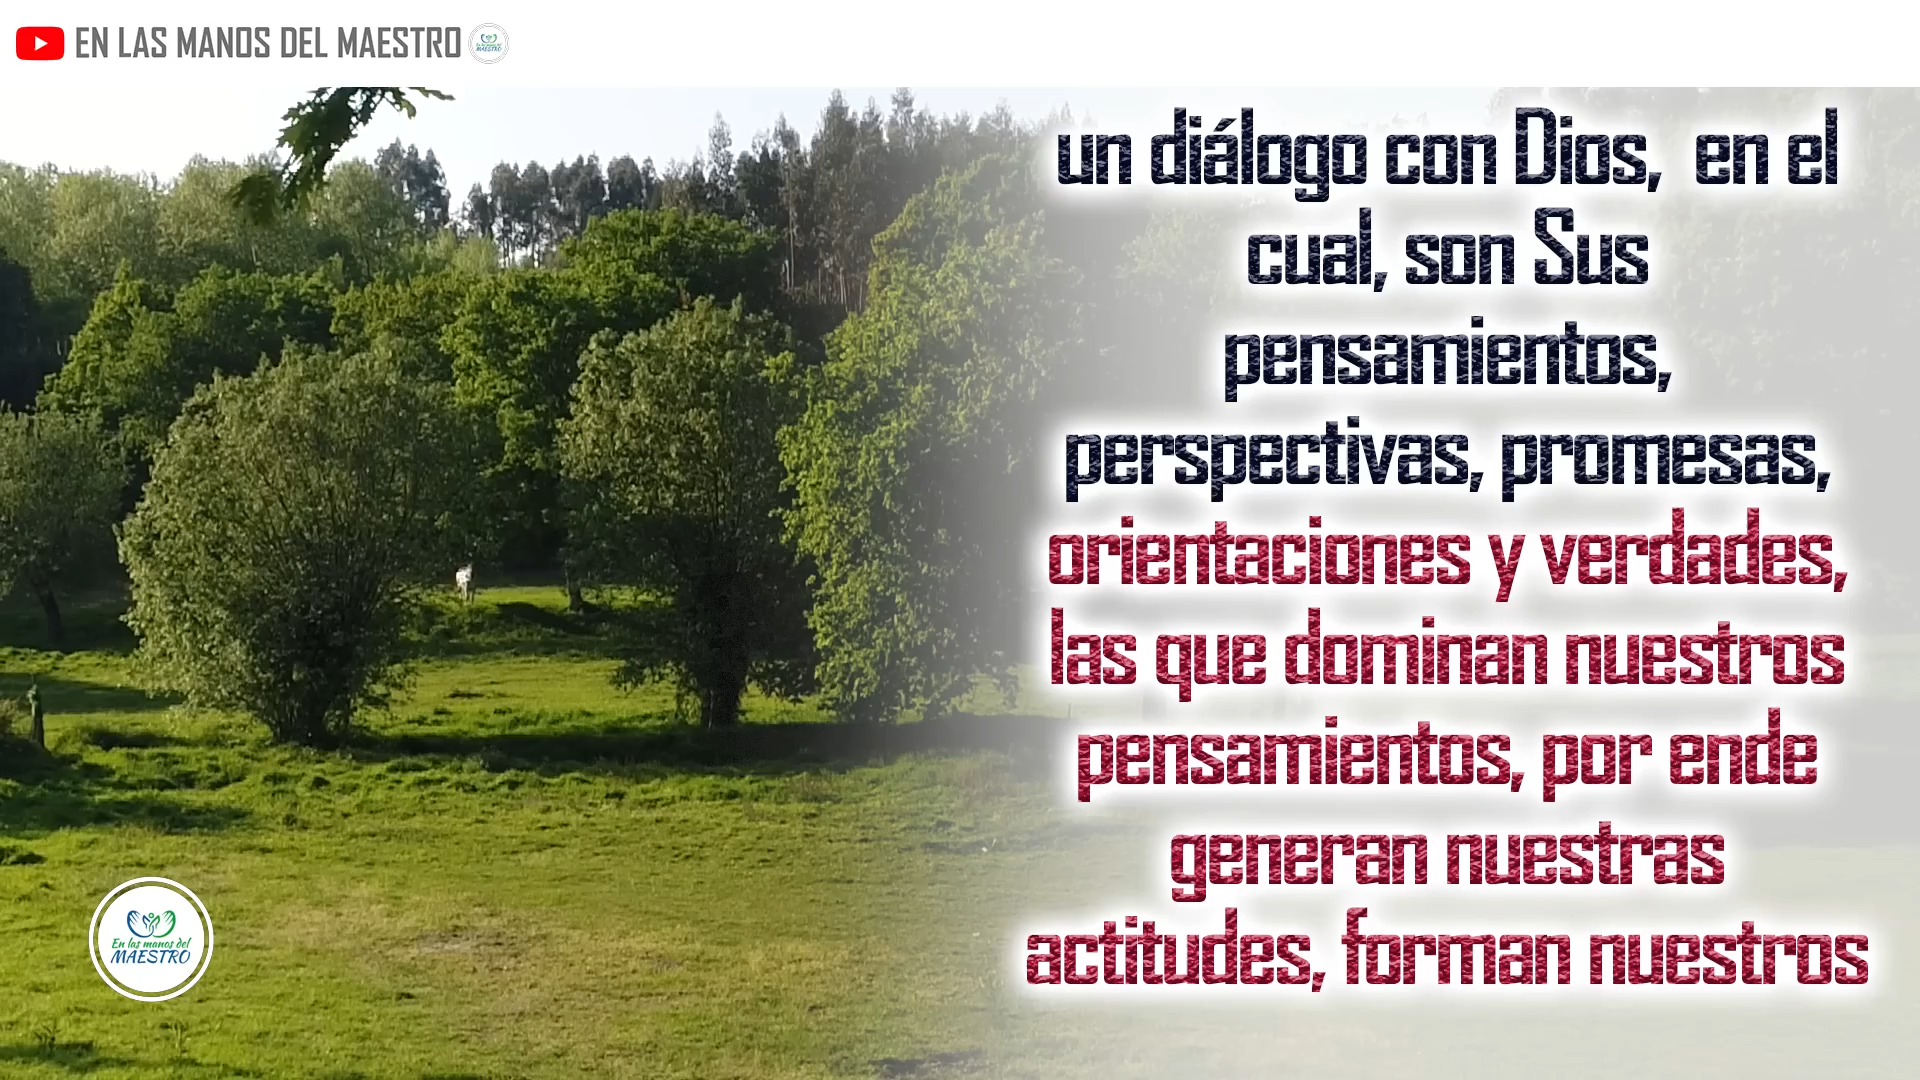 EN LAS MANOS DEL MAESTRO
un diálogo con Dios, en el
cual, son Sus
pensamientos,
perspectivas, promesas,
orientaciones y verdades,
las que dominan nuestros
pensamientos, por ende
generan nuestras
actitudes, forman nuestros
En las manos del
MAESTRO